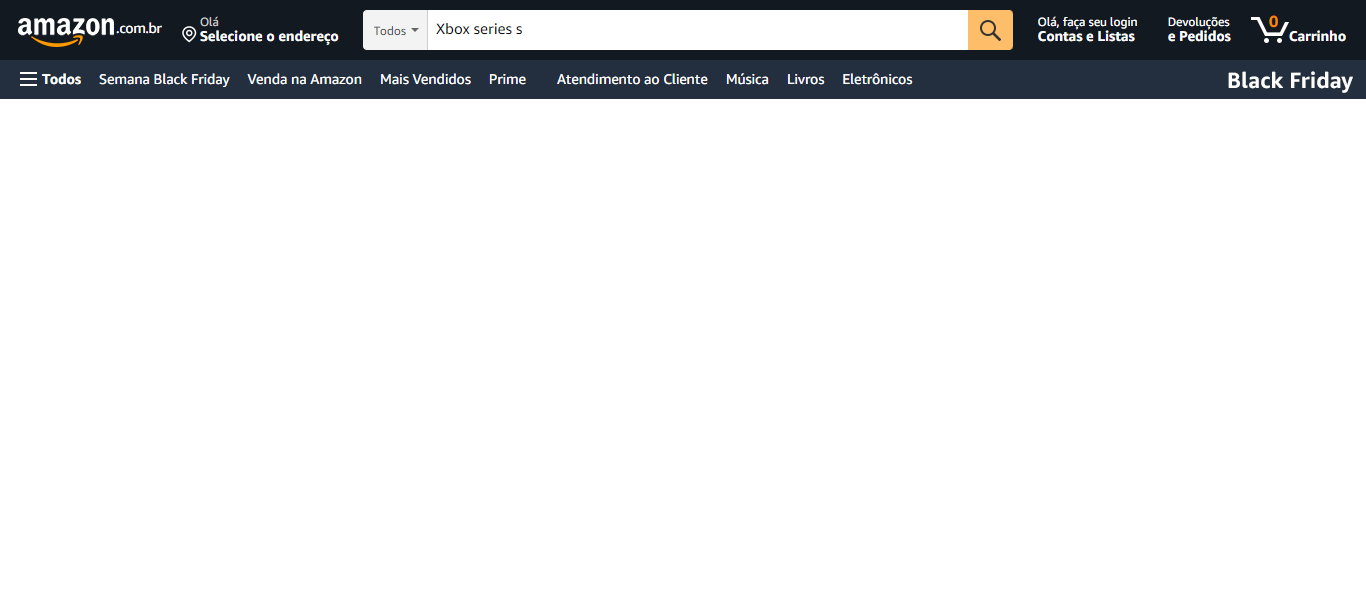 amazon.com.br
Olá
Selecione o endereço
Todos
Xbox series s
Olá, faça seu login
Contas e Listas
Devoluções
e Pedidos
0
Carrinho
Todos
Semana Black Friday
Venda na Amazon
Mais Vendidos
Prime
Atendimento ao Cliente
Música
Livros
Eletrônicos
Black Friday